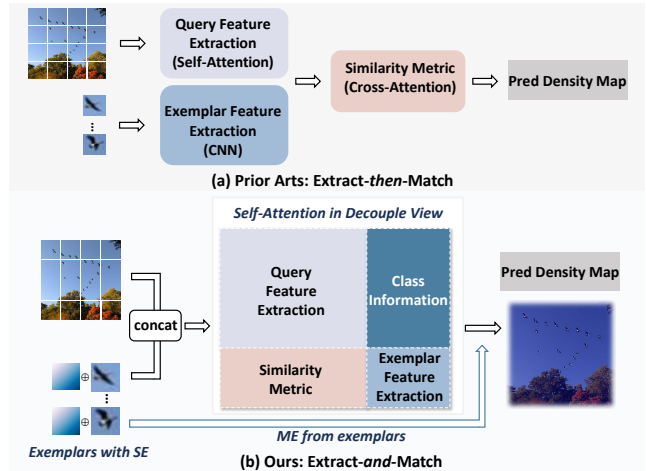 Query Feature
Extraction
(Self-Attention)
Similarity Metric
(Cross-Attention)
Pred Density Map
Exemplar Feature
Extraction
(CNN)
(a) Prior Arts: Extract-then-Match
Self-Attention in Decouple View
Query
Feature
Extraction
Class
Information
Pred Density Map
concat
Similarity
Metric
Exemplar
Feature
Extraction
Exemplars with SE
ME from exemplars
(b) Ours: Extract-and-Match